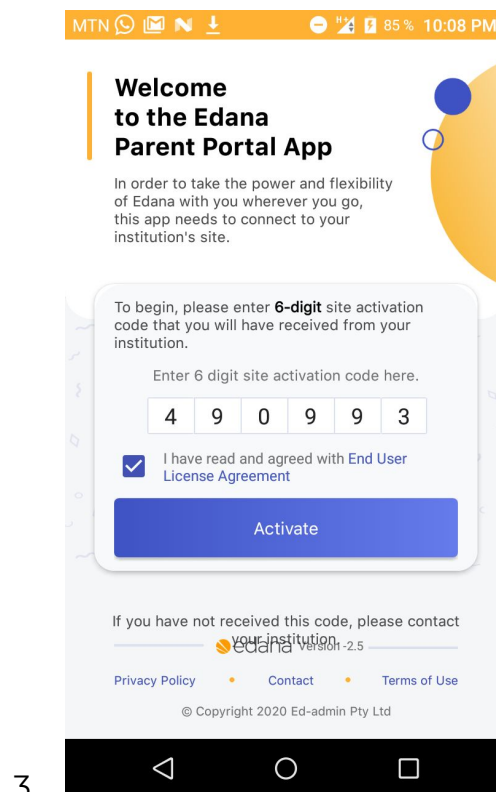 MTN 85 % 10:08 PM
Welcome
to the Edana
Parent Portal App
In order to take the power and flexibility
of Edana with you wherever you go,
this app needs to connect to your
institution's site.
To begin, please enter 6-digit site activation
code that you will have received from your
institution.
Enter 6 digit site activation code here.
4 9 0 9 9 3
I have read and agreed with End User
License Agreement
Activate
If you have not received this code, please contact
your institution.
edana Version -2.5
Privacy Policy • Contact • Terms of Use
© Copyright 2020 Ed-admin Pty Ltd
3